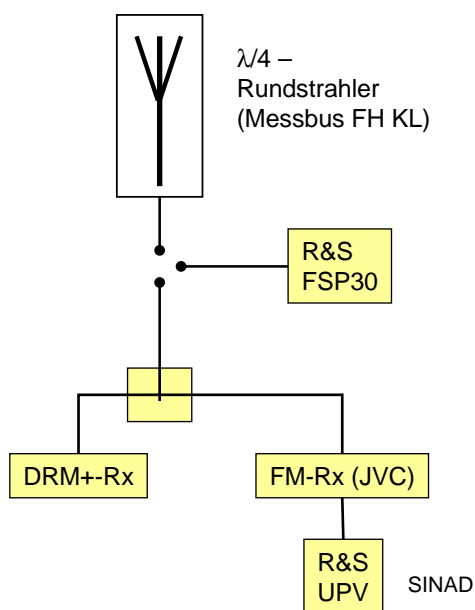 λ/4 –
Rundstrahler
(Messbus FH KL)
R&S
FSP30
DRM+-Rx
FM-Rx (JVC)
R&S
UPV
SINAD